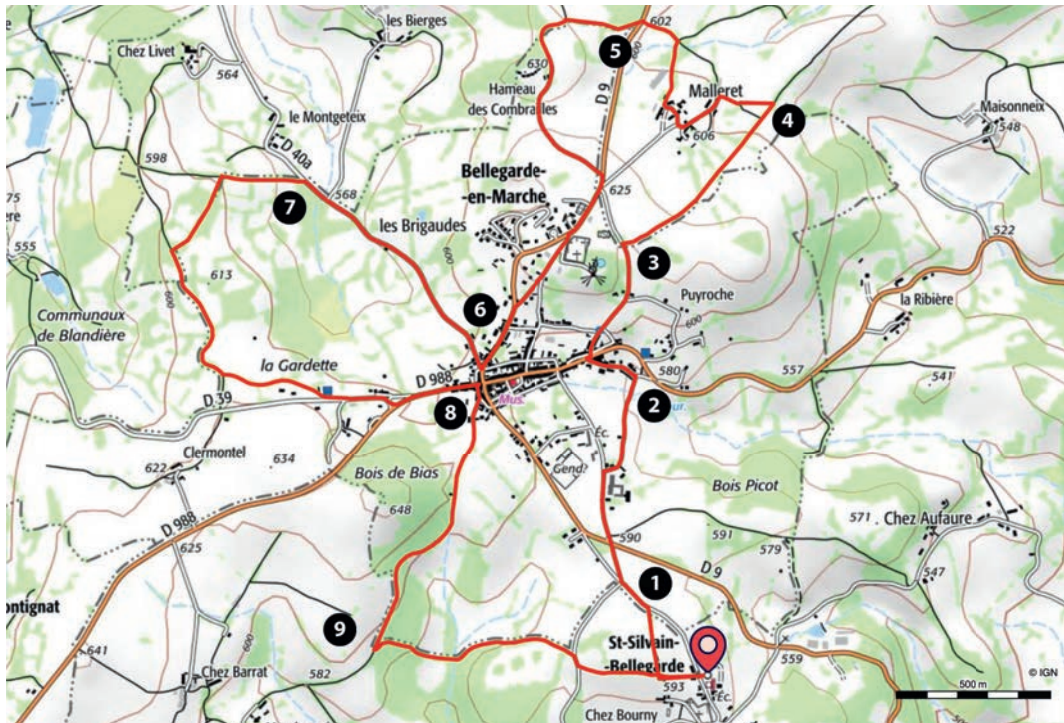 les Bierges
Chez Livet
564
602
630
5
600
Hameau
des Combrailles
D 9
Malleret
606
4
Maisonneix
548
le Montgeteix
D 40a
598
568
7
Bellegarde-
-en-Marche
625
les Brigaudes
600
3
522
555
613
600
Communaux
de Blandière
6
Puyroche
600
la Ribière
la Gardette
D 988
580
557
541
D 39
8
Mus.
2
Clermontel
622
634
Bois de Bias
648
Éc.
Gend?
Bois Picot
D 988
625
590
591
571
Chez Aufaure
579
547
D 9
1
ontignat
641
9
600
Chez Barrat
582
St-Silvain-
-Bellegarde
593
Éc.
559
Chez Bourny
500 m
© IGN